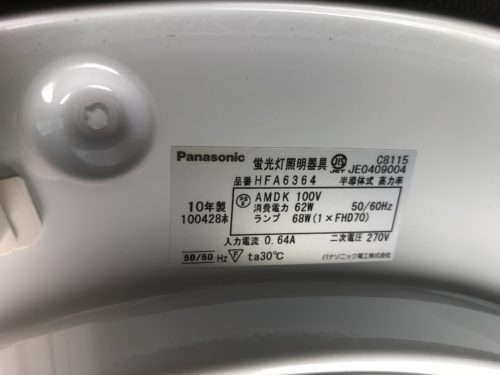 Panasonic 蛍光灯照明器具 JIS C8115
JE0409004
品番 HFA6364 半導体式 高力率
10年製
100428本
AMDK 100V
消費電力 62W 50/60Hz
ランプ 68W(1×FHD70)
入力電流 0.64A 二次電圧 270V
50/60 Hz F ta30℃ パナソニック電工株式会社